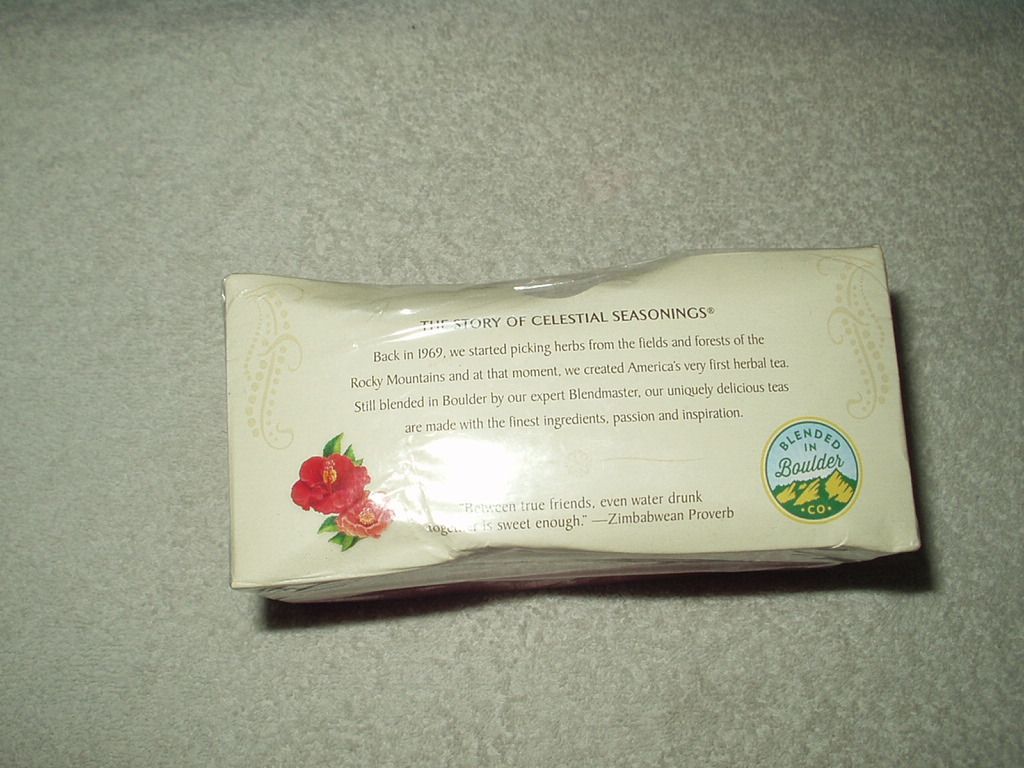 THE STORY OF CELESTIAL SEASONINGS®
Back in 1969, we started picking herbs from the fields and forests of the
Rocky Mountains and at that moment, we created America's very first herbal tea.
Still blended in Boulder by our expert Blendmaster, our uniquely delicious teas
are made with the finest ingredients, passion and inspiration.
BLENDED
IN
Boulder
CO
"Between true friends, even water drunk
together is sweet enough." —Zimbabwean Proverb